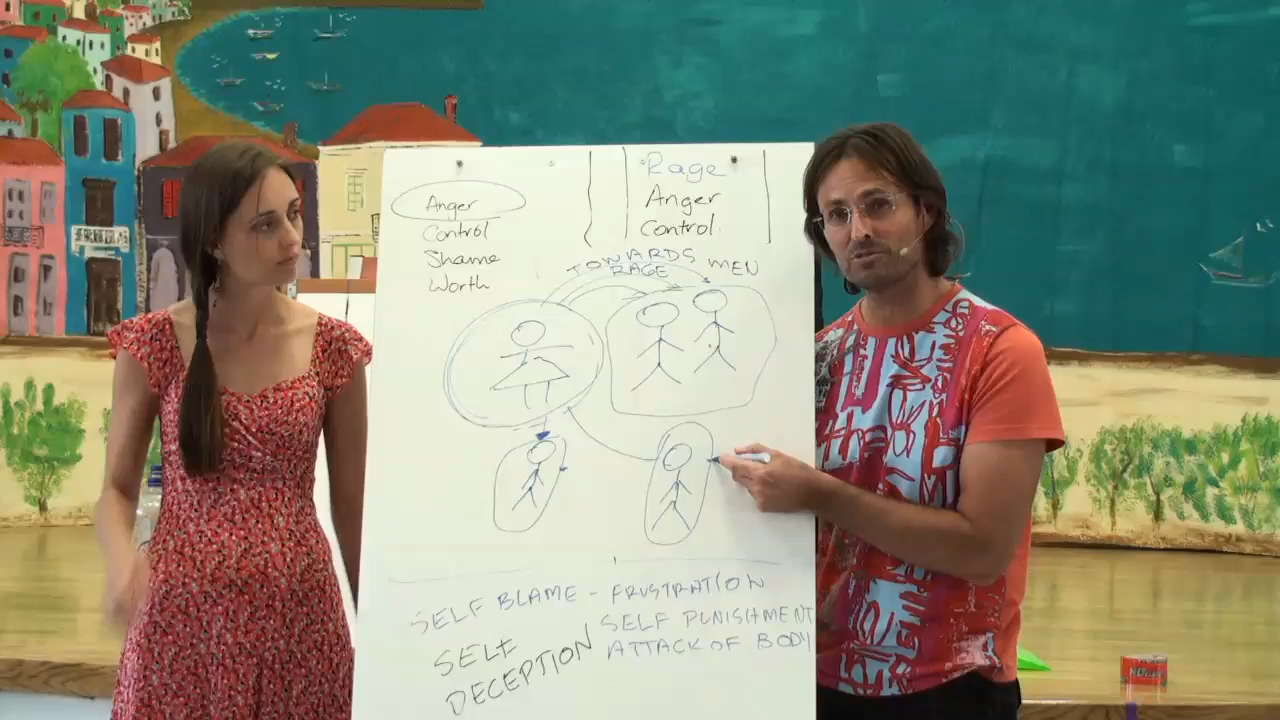 Anger
Control
Shame
Worth
Rage
Anger
Control.
TOWARDS MEN
RAGE
SELF BLAME - FRUSTRATION
SELF PUNISHMENT
ATTACK OF BODY
SELF
DECEPTION